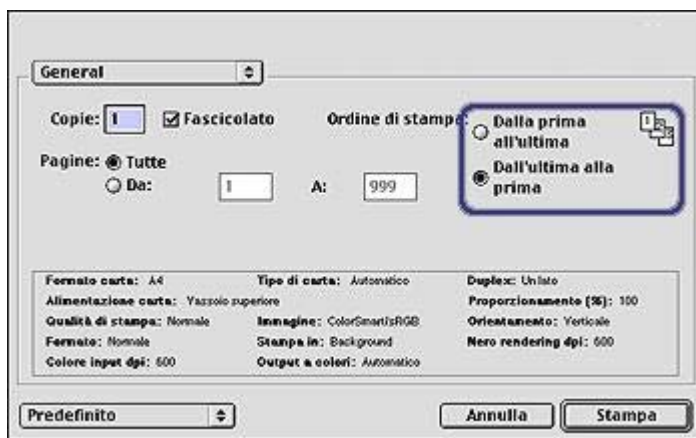 General
Copie: 1 Fascicolato Ordine di stampa: Dalla prima
all'ultima
Pagine: Tutte Dall'ultima alla
prima
Da: 1 A: 999
Formato carta: A4 Tipo di carta: Automatico Duplex: Un lato
Alimentazione carta: Vassoio superiore Proporzionamento (%): 100
Qualità di stampa: Normale Immagine: ColorSmart/sRGB Orientamento: Verticale
Formato: Normale Stampa in: Background Nero rendering dpi: 600
Colore input dpi: 600 Output a colori: Automatico
Predefinito Annulla Stampa